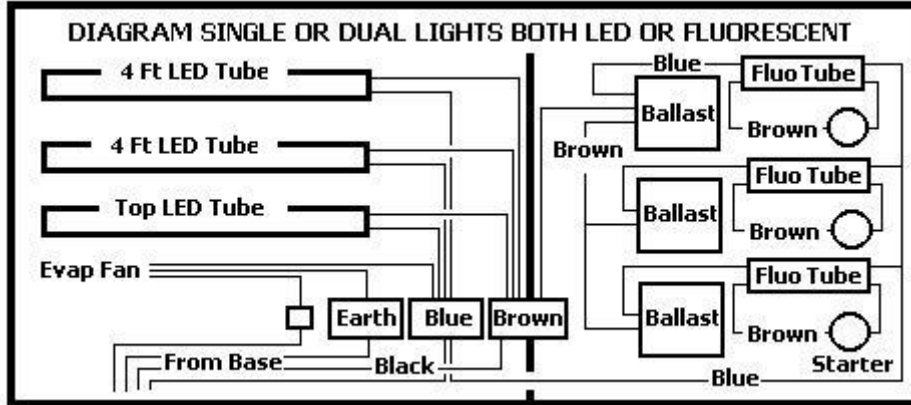 DIAGRAM SINGLE OR DUAL LIGHTS BOTH LED OR FLUORESCENT
4 Ft LED Tube
4 Ft LED Tube
Top LED Tube
Evap Fan
Earth
Blue
Brown
From Base
Black
Blue
Fluo Tube
Ballast
Brown
Brown
Fluo Tube
Ballast
Brown
Fluo Tube
Ballast
Brown
Starter
Blue